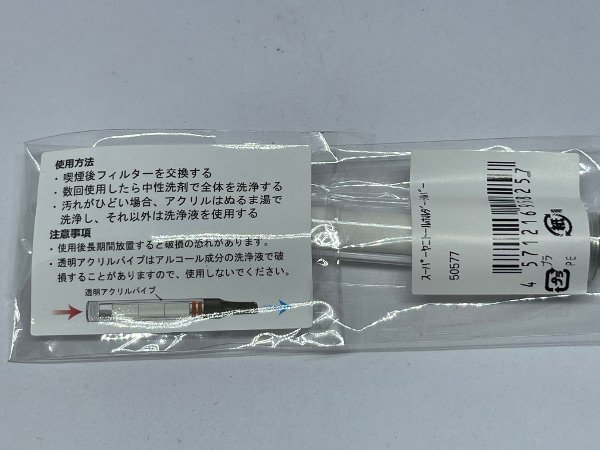 使用方法
・喫煙後フィルターを交換する
・数回使用したら中性洗剤で全体を洗浄する
・汚れがひどい場合、アクリルはぬるま湯で
洗浄し、それ以外は洗浄液を使用する
注意事項
・使用後長期間放置すると破損の恐れがあります。
・透明アクリルパイプはアルコール成分の洗浄液で破
損することがありますので、使用しないでください。
透明アクリルパイプ
50577
プラ
PE
紙
プラ